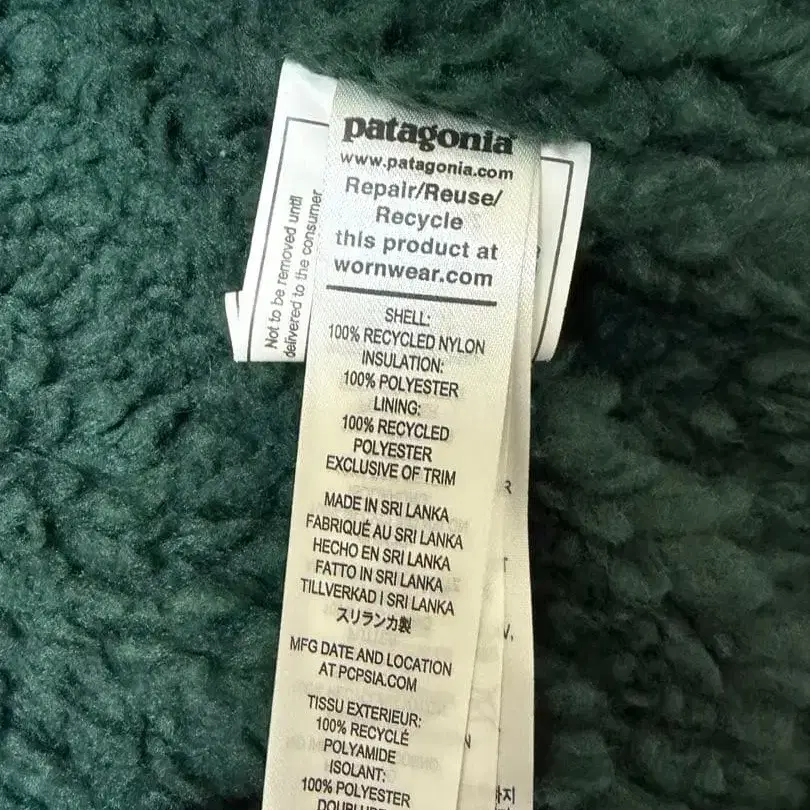 patagonia
www.patagonia.com
Repair/Reuse/
Recycle
this product at
wornwear.com
SHELL:
100% RECYCLED NYLON
INSULATION:
100% POLYESTER
LINING:
100% RECYCLED
POLYESTER
EXCLUSIVE OF TRIM
MADE IN SRI LANKA
FABRIQUÉ AU SRI LANKA
HECHO EN SRI LANKA
FATTO IN SRI LANKA
TILLVERKAD I SRI LANKA
スリランカ製
MFG DATE AND LOCATION
AT PCPSIA.COM
TISSU EXTERIEUR:
100% RECYCLÉ
POLYAMIDE
ISOLANT:
100% POLYESTER
Not to be removed until
delivered to the consumer